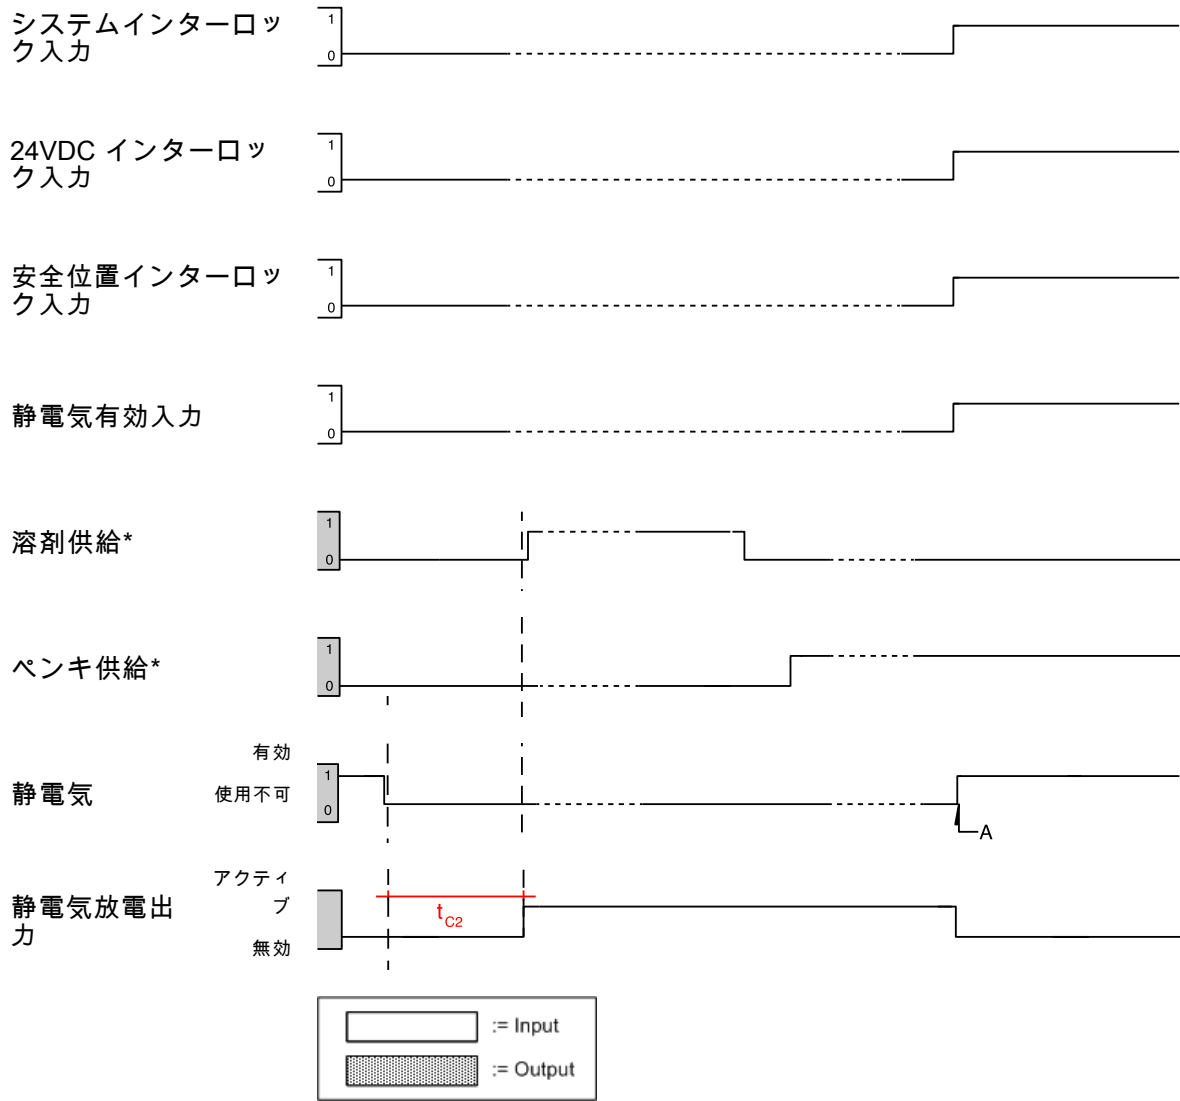 システムインターロッ
ク入力
1
0
24VDC インターロッ
ク入力
1
0
安全位置インターロッ
ク入力
1
0
静電気有効入力
1
0
溶剤供給*
1
0
ペンキ供給*
1
0
静電気
有効
使用不可
1
0
A
静電気放電出
力
アクティ
ブ
無効
tC2
:= Input
:= Output